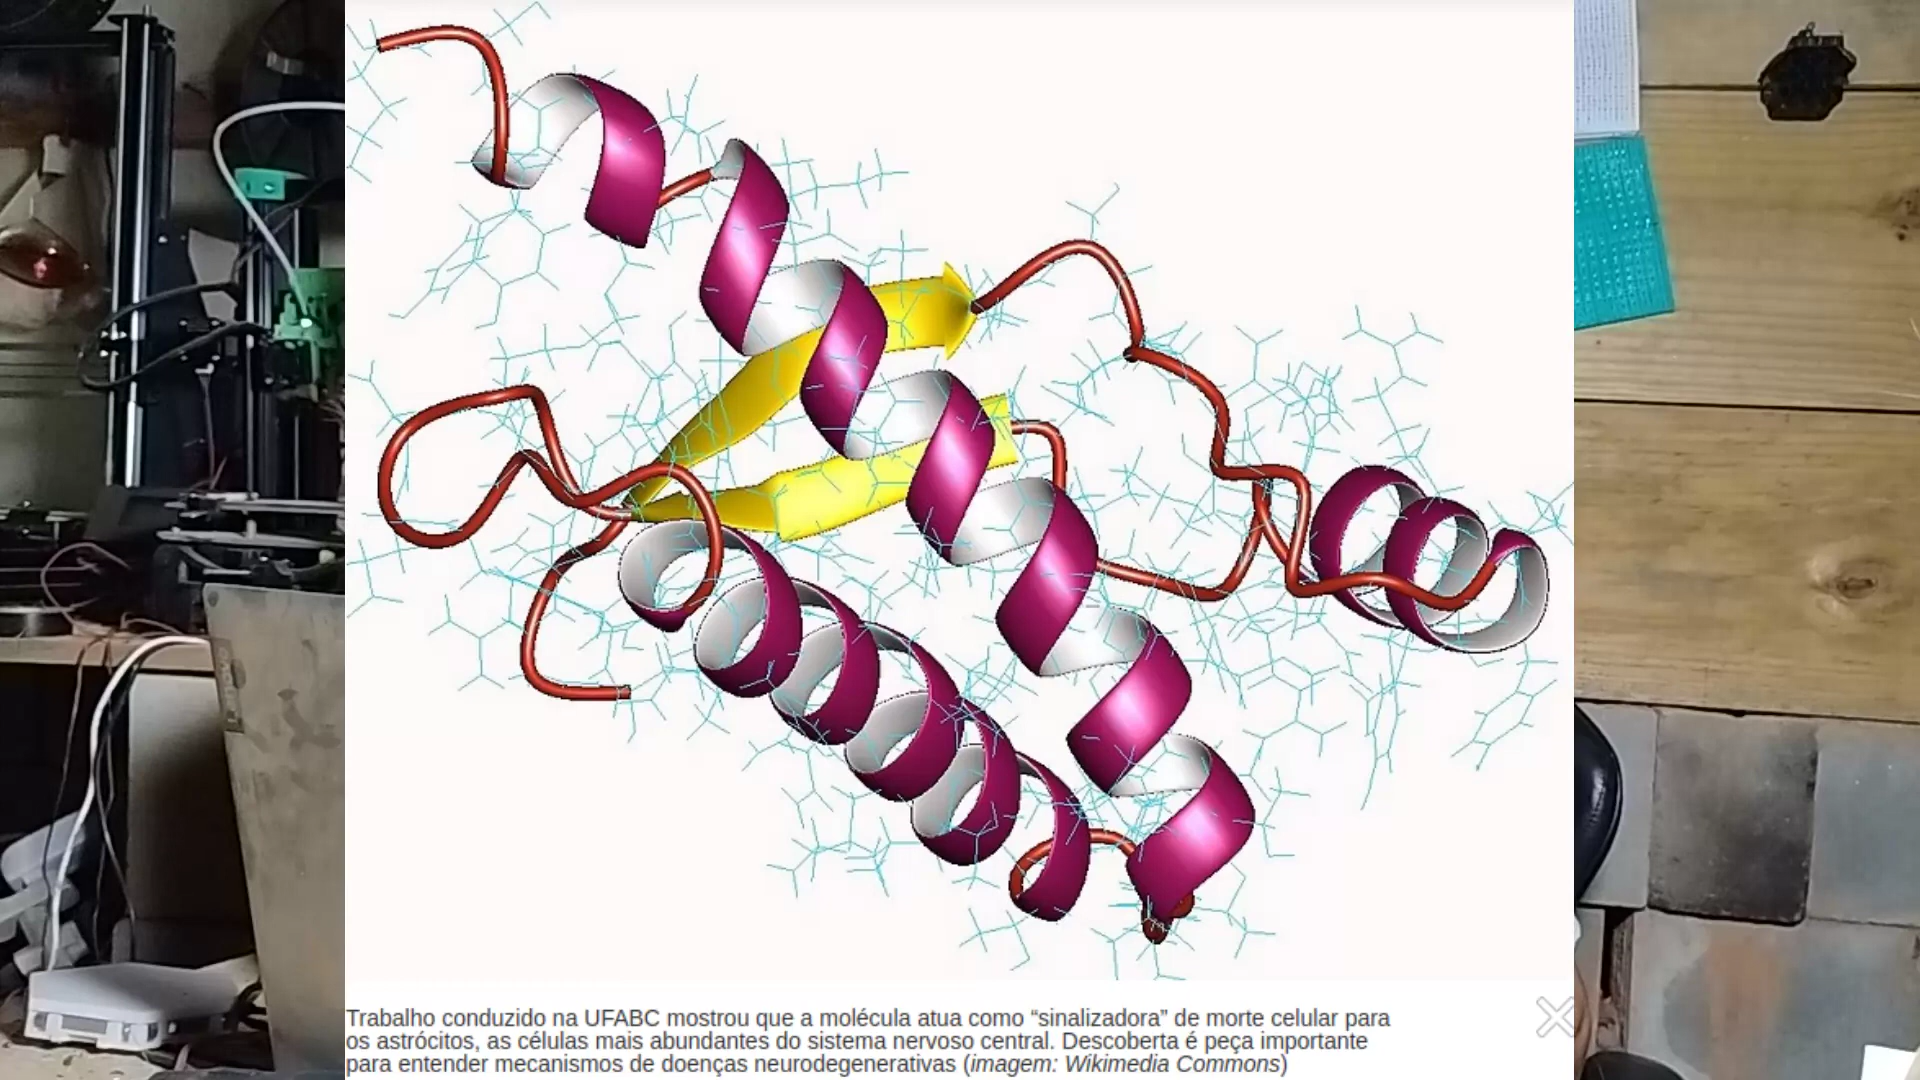 Trabalho conduzido na UFABC mostrou que a molécula atua como “sinalizadora” de morte celular para
os astrócitos, as células mais abundantes do sistema nervoso central. Descoberta é peça importante
para entender mecanismos de doenças neurodegenerativas (imagem: Wikimedia Commons)